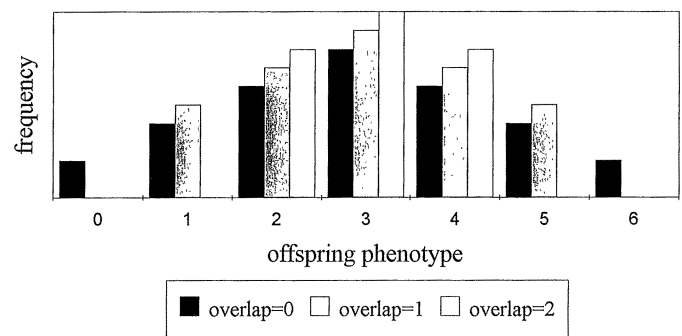 frequency
0 1 2 3 4 5 6
offspring phenotype
overlap=0 overlap=1 overlap=2